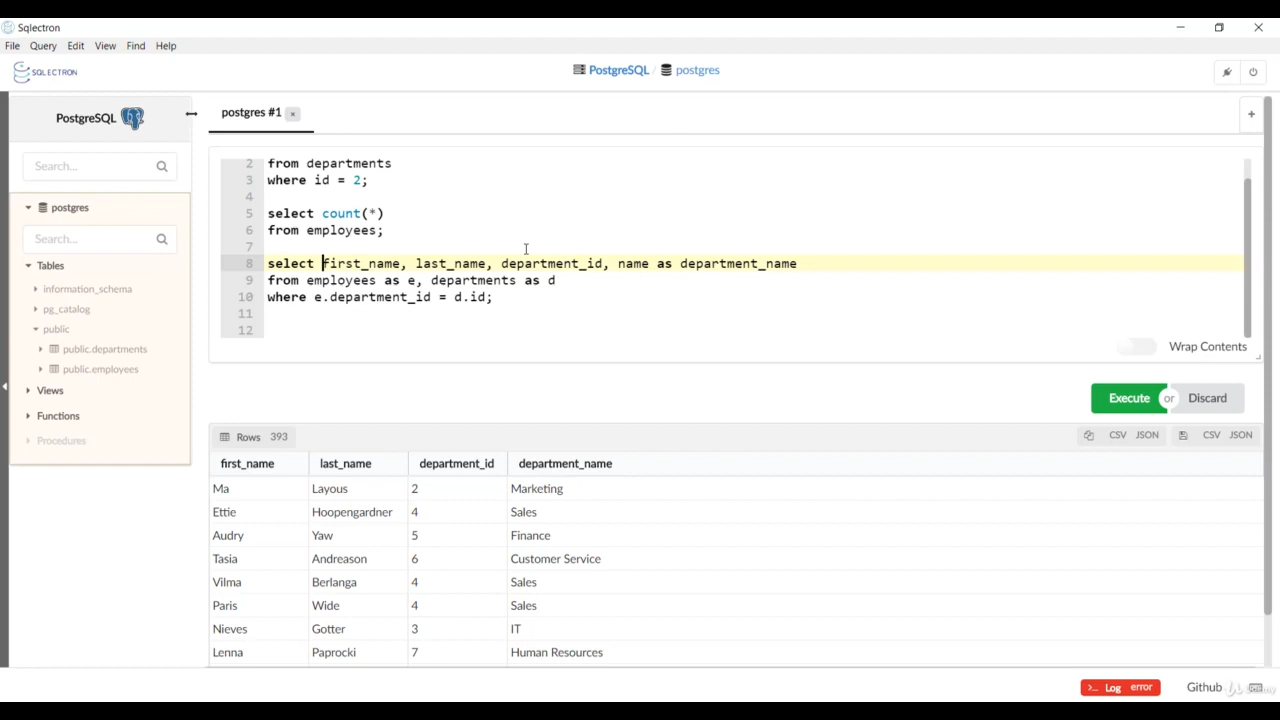 Sqlectron
File Query Edit View Find Help
SQLECTRON
PostgreSQL / postgres
PostgreSQL
postgres #1 ×
+
Search...
postgres
Search...
Tables
information_schema
pg_catalog
public
public.departments
public.employees
Views
Functions
Procedures
2 from departments
3 where id = 2;
4
5 select count(*)
6 from employees;
7
8 select first_name, last_name, department_id, name as department_name
9 from employees as e, departments as d
10 where e.department_id = d.id;
11
12
Wrap Contents
Execute or Discard
Rows 393 CSV JSON CSV JSON
first_name last_name department_id department_name
Ma Layous 2 Marketing
Ettie Hoopengardner 4 Sales
Audry Yaw 5 Finance
Tasia Andreason 6 Customer Service
Vilma Berlanga 4 Sales
Paris Wide 4 Sales
Nieves Gotter 3 IT
Lenna Paprocki 7 Human Resources
>_ Log error Github